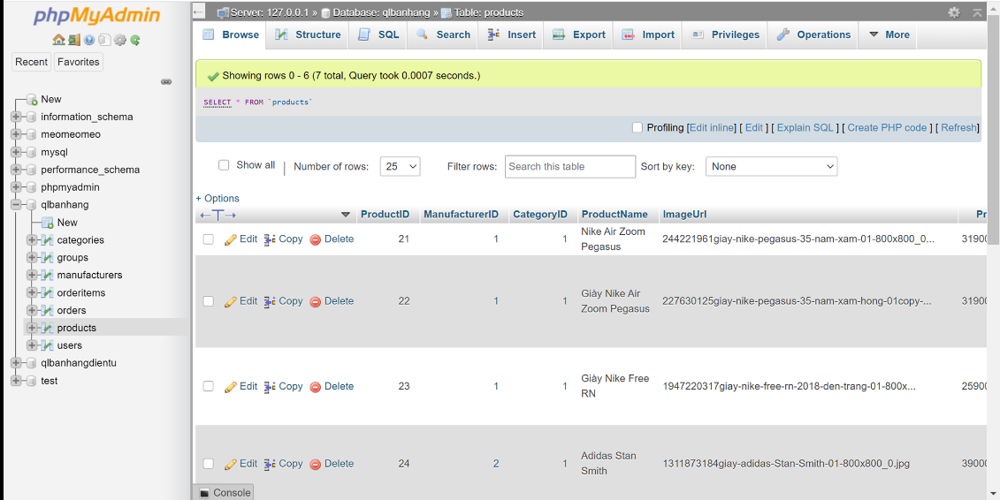 phpMyAdmin
Recent Favorites
New
information_schema
meomeomeo
mysql
performance_schema
phpmyadmin
qlbanhang
New
categories
groups
manufacturers
orderitems
orders
products
users
qlbanhangdientu
test
Server: 127.0.0.1 » Database: qlbanhang » Table: products
Browse Structure SQL Search Insert Export Import Privileges Operations More
Showing rows 0 - 6 (7 total, Query took 0.0007 seconds.)
SELECT * FROM `products`
Profiling [Edit inline] [ Edit ] [ Explain SQL ] [ Create PHP code ] [ Refresh]
Show all Number of rows: 25 Filter rows: Search this table Sort by key: None
+ Options
←T→ ProductID ManufacturerID CategoryID ProductName ImageUrl Pr
Edit Copy Delete 21 1 1 Nike Air Zoom Pegasus 244221961giay-nike-pegasus-35-nam-xam-01-800x800_0... 31900
Edit Copy Delete 22 1 1 Giày Nike Air Zoom Pegasus 227630125giay-nike-pegasus-35-nam-xam-hong-01copy-... 31900
Edit Copy Delete 23 1 1 Giày Nike Free RN 1947220317giay-nike-free-rn-2018-den-trang-01-800x... 25900
Edit Copy Delete 24 2 1 Adidas Stan Smith 1311873184giay-adidas-Stan-Smith-01-800x800_0.jpg 39000
Console